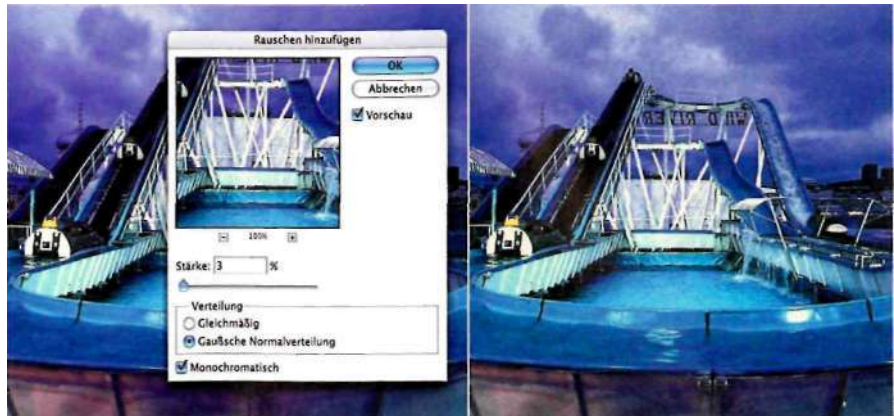 Rauschen hinzufügen
OK
Abbrechen
Vorschau
100%
Stärke: 3 %
Verteilung
Gleichmäßig
Gaußsche Normalverteilung
Monochromatisch